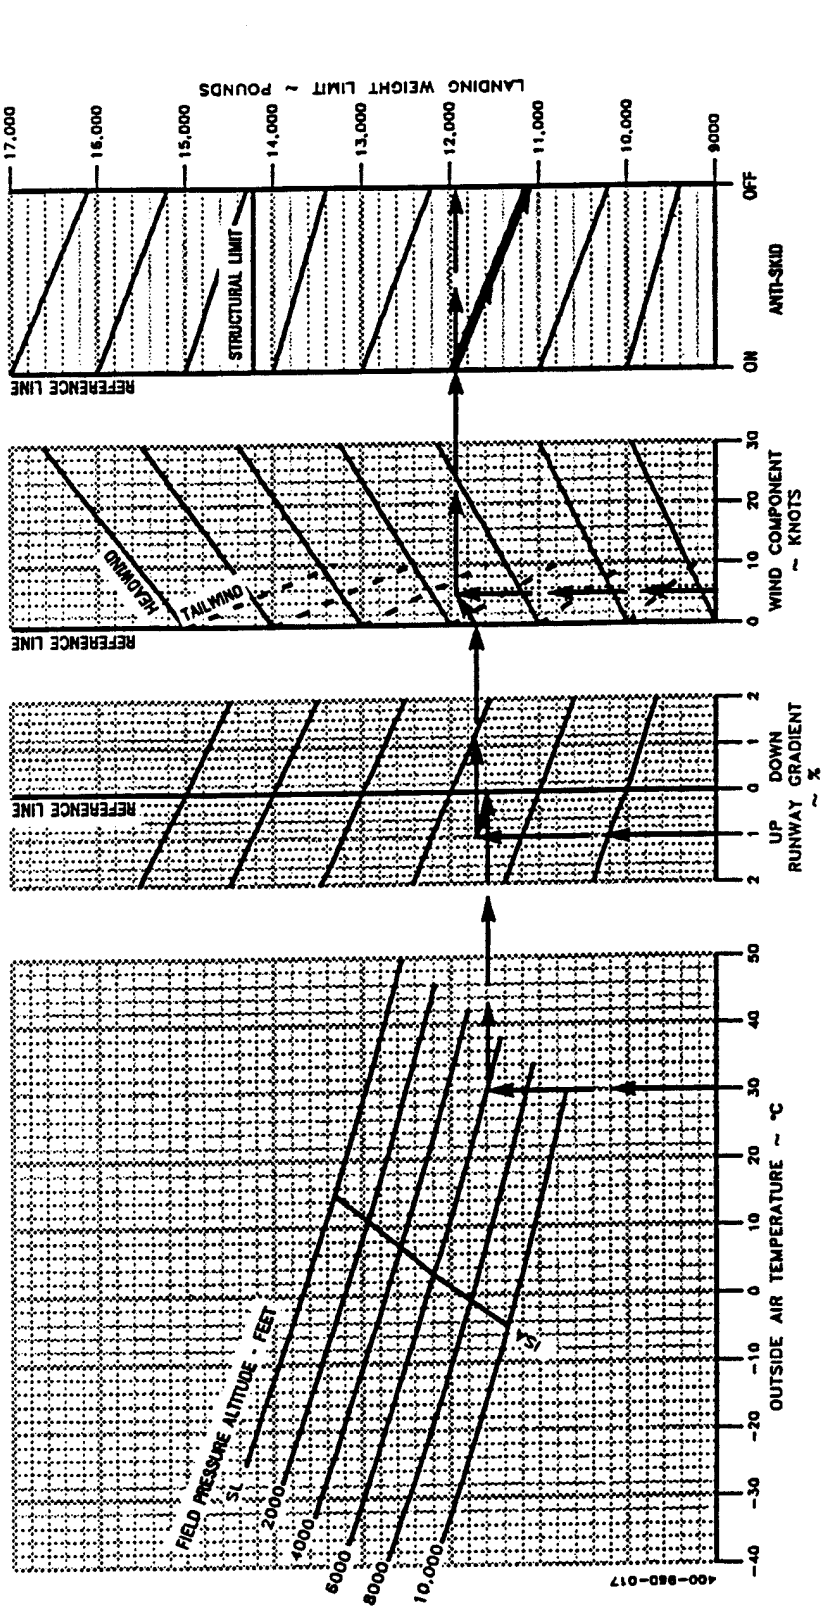 FIELD PRESSURE ALTITUDE - FEET
SL
2000
4000
6000
8000
10,000
ISA
-40
-30
-20
-10
0
10
20
30
40
50
OUTSIDE AIR TEMPERATURE ~ °C
400-960-017
REFERENCE LINE
2
1
0
1
2
UP DOWN
RUNWAY GRADIENT
~ %
REFERENCE LINE
HEADWIND
TAILWIND
0
10
20
30
WIND COMPONENT
~ KNOTS
REFERENCE LINE
STRUCTURAL LIMIT
ON
OFF
ANTI-SKID
17,000
16,000
15,000
14,000
13,000
12,000
11,000
10,000
9000
LANDING WEIGHT LIMIT ~ POUNDS